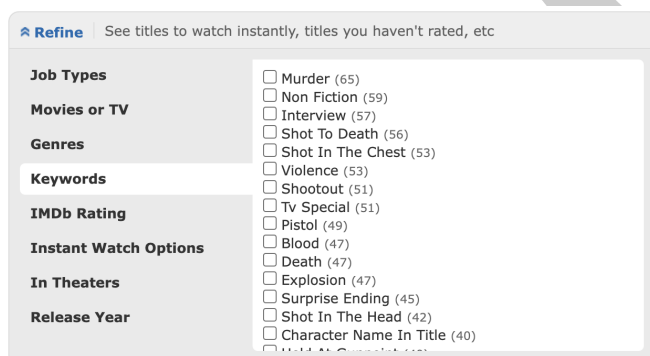 Refine See titles to watch instantly, titles you haven't rated, etc
Job Types
Movies or TV
Genres
Keywords
IMDb Rating
Instant Watch Options
In Theaters
Release Year
Murder (65)
Non Fiction (59)
Interview (57)
Shot To Death (56)
Shot In The Chest (53)
Violence (53)
Shootout (51)
Tv Special (51)
Pistol (49)
Blood (47)
Death (47)
Explosion (47)
Surprise Ending (45)
Shot In The Head (42)
Character Name In Title (40)